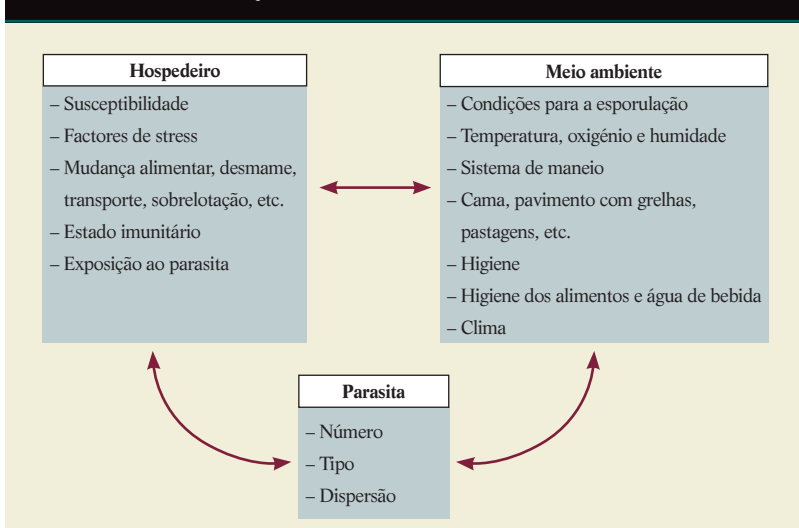 Hospedeiro
– Susceptibilidade
– Factores de stress
– Mudança alimentar, desmame,
transporte, sobrelotação, etc.
– Estado imunitário
– Exposição ao parasita
Meio ambiente
– Condições para a esporulação
– Temperatura, oxigénio e humidade
– Sistema de maneio
– Cama, pavimento com grelhas,
pastagens, etc.
– Higiene
– Higiene dos alimentos e água de bebida
– Clima
Parasita
– Número
– Tipo
– Dispersão